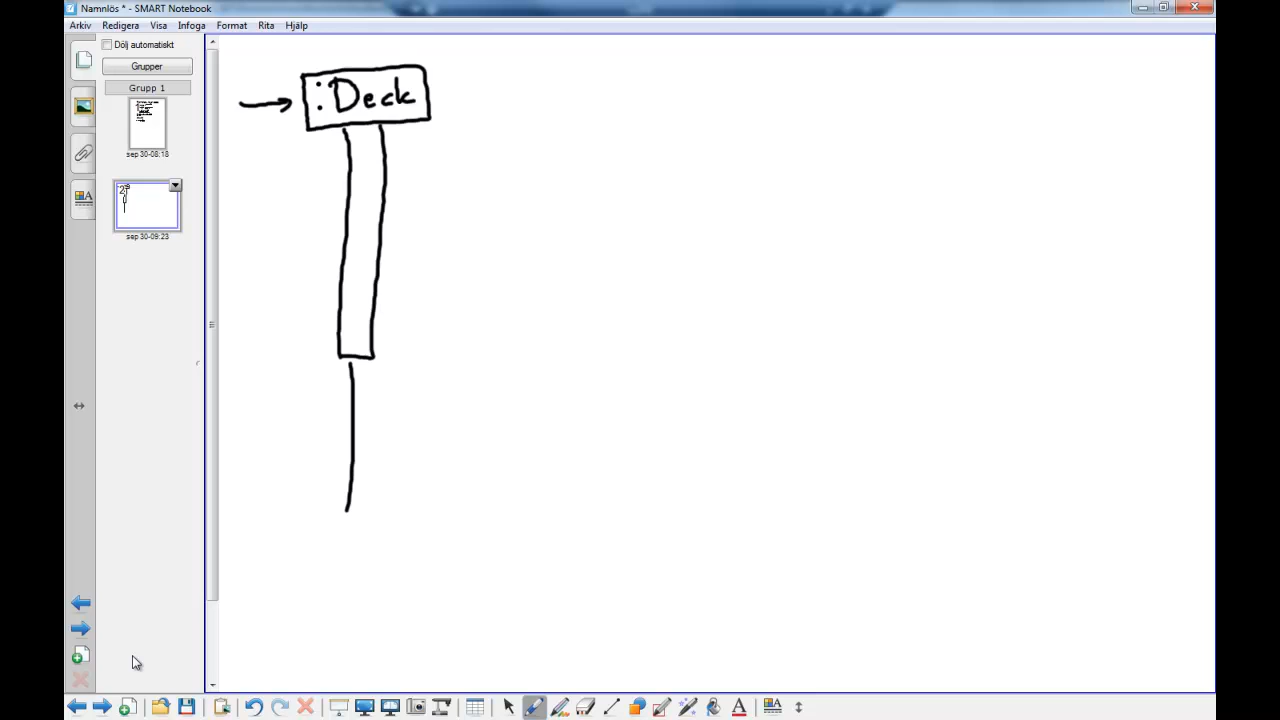 Namnlös * - SMART Notebook
Arkiv Redigera Visa Infoga Format Rita Hjälp
Dölj automatiskt
Grupper
Grupp 1
sep 30-08:18
sep 30-09:23
:Deck